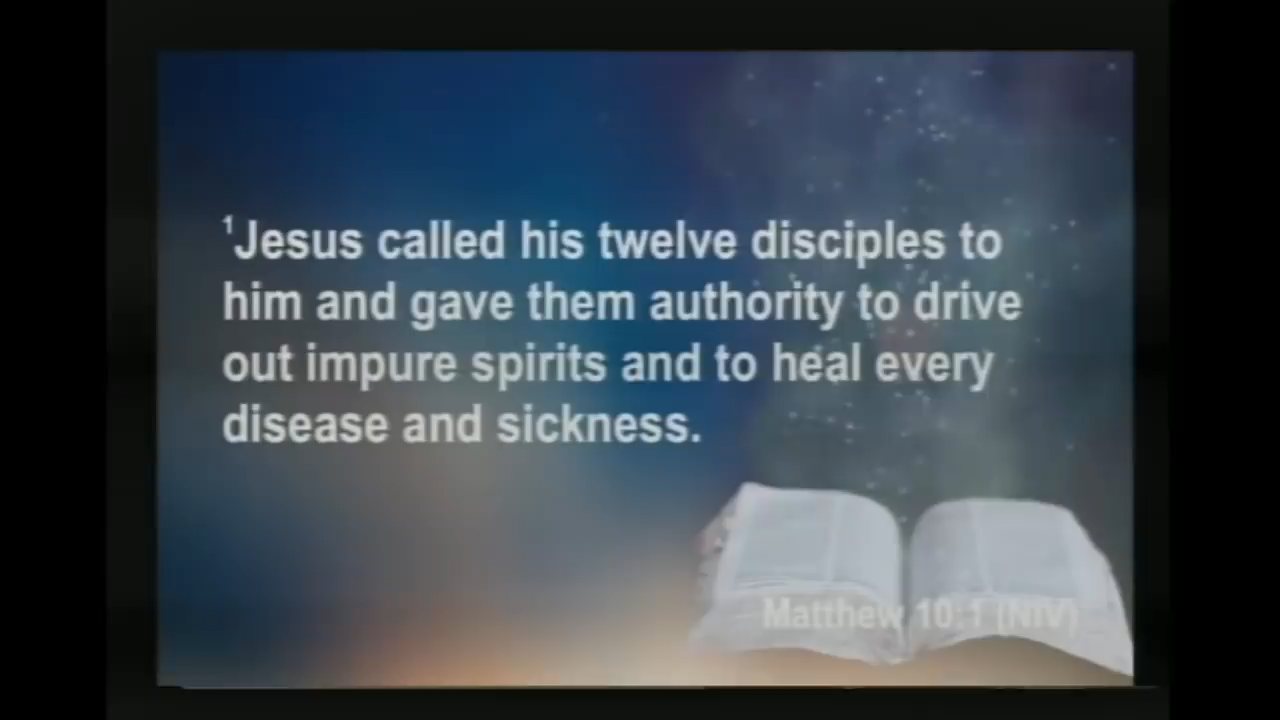 ¹Jesus called his twelve disciples to
him and gave them authority to drive
out impure spirits and to heal every
disease and sickness.
Matthew 10:1 (NIV)